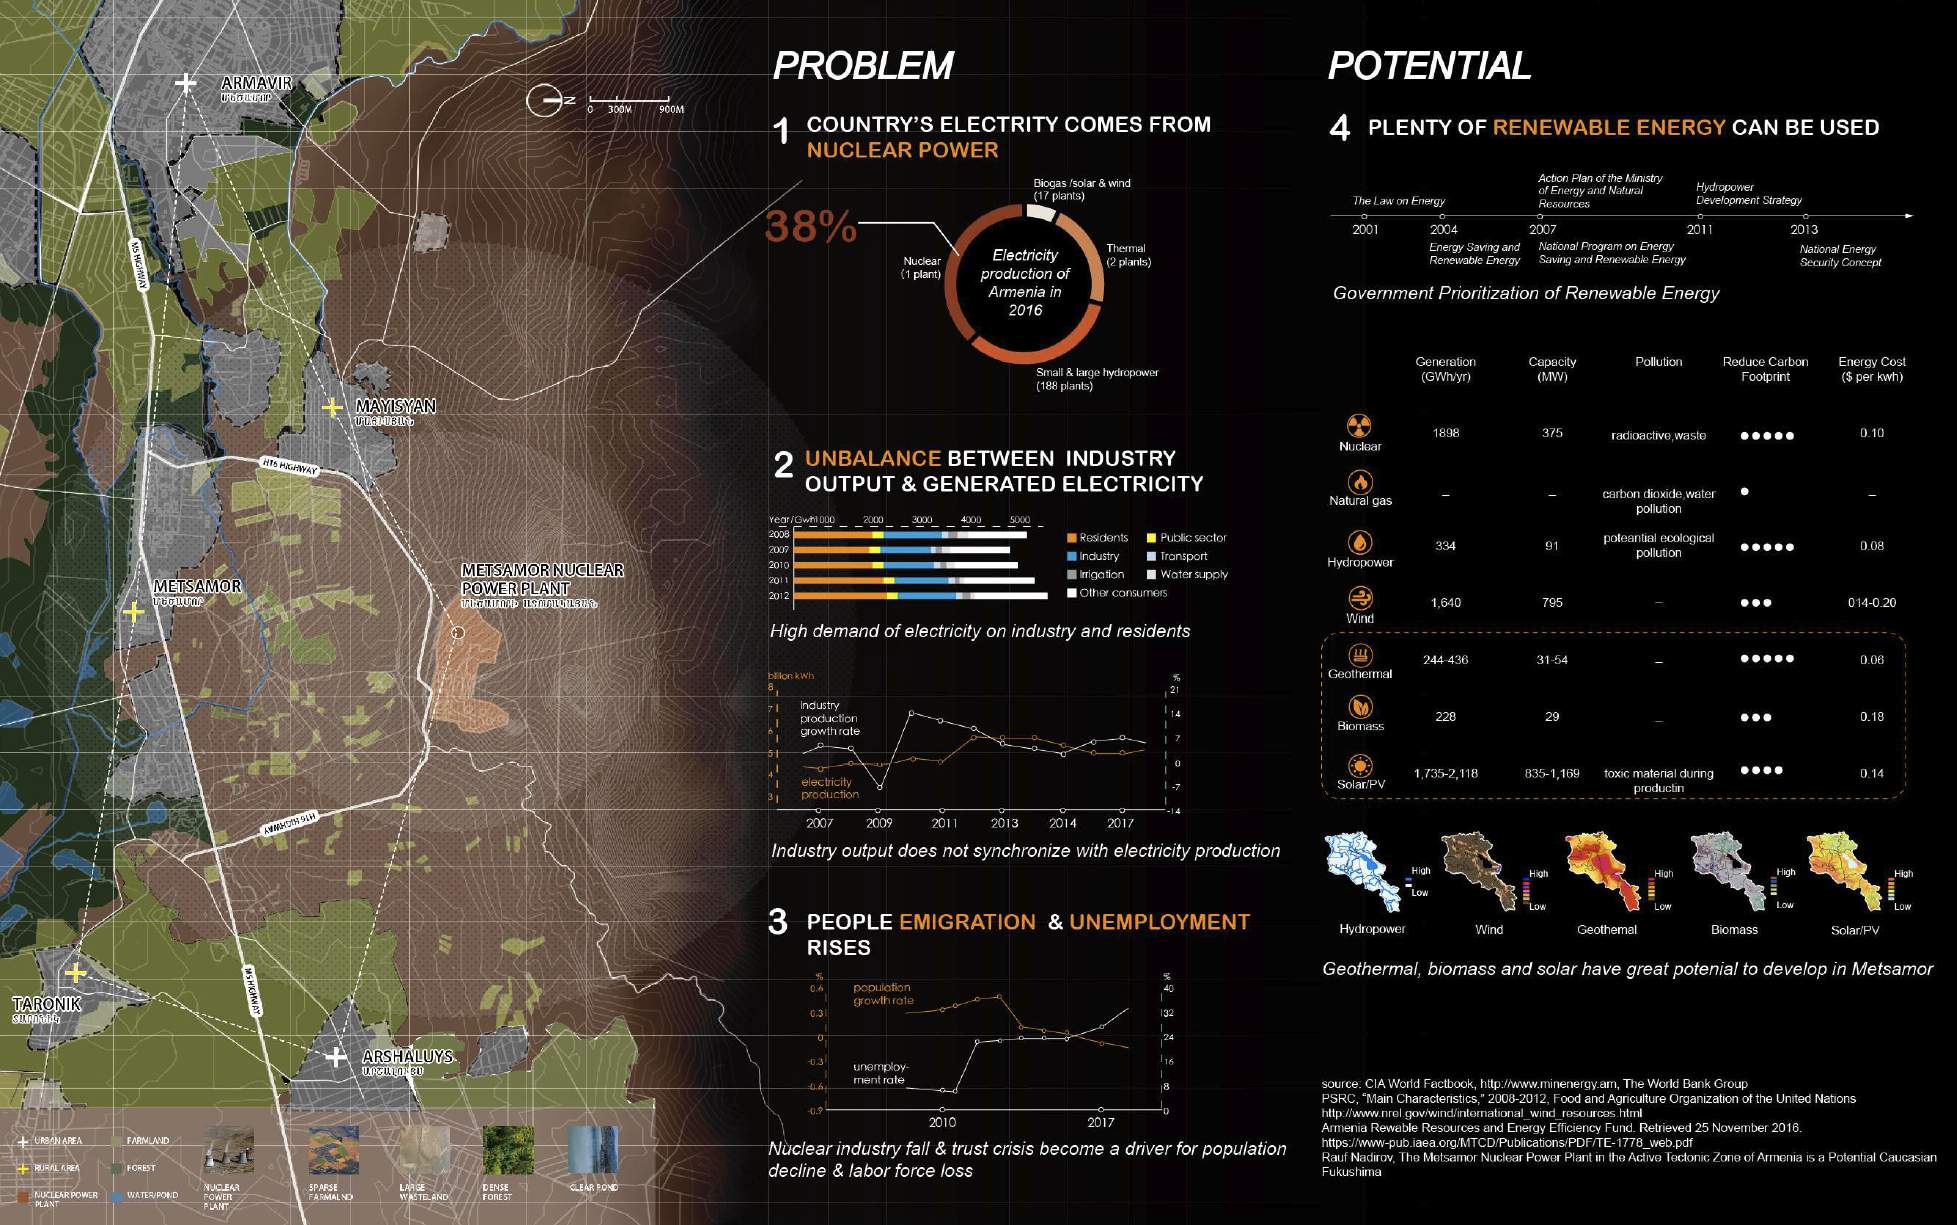 ARMAVIR
ՄԵԾԱՄՈՐ
N
0 300M 900M
M5 HIGHWAY
MAYISYAN
H16 HIGHWAY
METSAMOR
ՄԵԾԱՄՈՐ
METSAMOR NUCLEAR
POWER PLANT
H16 HIGHWAY
M5 HIGHWAY
TARONIK
ՏԱՐՈՆԻԿ
ARSHALUYS
ԱՐՇԱԼՈՒՅՍ
URBAN AREA
RURAL AREA
NUCLEAR POWER
PLANT
FARMLAND
FOREST
WATER/POND
NUCLEAR
POWER
PLANT
SPARSE
FARMALND
LARGE
WASTELAND
DENSE
FOREST
CLEAR POND
PROBLEM
1 COUNTRY'S ELECTRITY COMES FROM
NUCLEAR POWER
38%
Biogas /solar & wind
(17 plants)
Thermal
(2 plants)
Nuclear
(1 plant)
Electricity
production of
Armenia in
2016
Small & large hydropower
(188 plants)
2 UNBALANCE BETWEEN INDUSTRY
OUTPUT & GENERATED ELECTRICITY
Year/Gwh 1000 2000 3000 4000 5000
2008
2007
2010
2011
2012
Residents Public sector
Industry Transport
Irrigation Water supply
Other consumers
High demand of electricity on industry and residents
billion kWh
8
7
6
5
4
3
industry
production
growth rate
electricity
production
%
21
14
7
0
-7
-14
2007 2009 2011 2013 2014 2017
Industry output does not synchronize with electricity production
3 PEOPLE EMIGRATION & UNEMPLOYMENT
RISES
%
0.6
0.3
0
-0.3
-0.6
-0.9
population
growth rate
unemploy-
ment rate
%
40
32
24
16
8
0
2010 2017
Nuclear industry fall & trust crisis become a driver for population
decline & labor force loss
POTENTIAL
4 PLENTY OF RENEWABLE ENERGY CAN BE USED
The Law on Energy
Action Plan of the Ministry
of Energy and Natural
Resources
Hydropower
Development Strategy
2001 2004 2007 2011 2013
Energy Saving and
Renewable Energy
National Program on Energy
Saving and Renewable Energy
National Energy
Security Concept
Government Prioritization of Renewable Energy
Generation
(GWh/yr)
Capacity
(MW)
Pollution
Reduce Carbon
Footprint
Energy Cost
($ per kwh)
Nuclear 1898 375 radioactive,waste 0.10
Natural gas – – carbon dioxide,water
pollution –
Hydropower 334 91 poteantial ecological
pollution 0.08
Wind 1,640 795 – 014-0.20
Geothermal 244-436 31-54 – 0.06
Biomass 228 29 – 0.18
Solar/PV 1,735-2,118 835-1,169 toxic material during
productin 0.14
High
Low
High
Low
High
Low
High
Low
High
Low
Hydropower Wind Geothemal Biomass Solar/PV
Geothermal, biomass and solar have great potenial to develop in Metsamor
source: CIA World Factbook, http://www.minenergy.am, The World Bank Group
PSRC, "Main Characteristics," 2008-2012, Food and Agriculture Organization of the United Nations
http://www.nrel.gov/wind/international_wind_resources.html
Armenia Rewable Resources and Energy Efficiency Fund. Retrieved 25 November 2016.
https://www-pub.iaea.org/MTCD/Publications/PDF/TE-1778_web.pdf
Rauf Nadirov, The Metsamor Nuclear Power Plant in the Active Tectonic Zone of Armenia is a Potential Caucasian
Fukushima